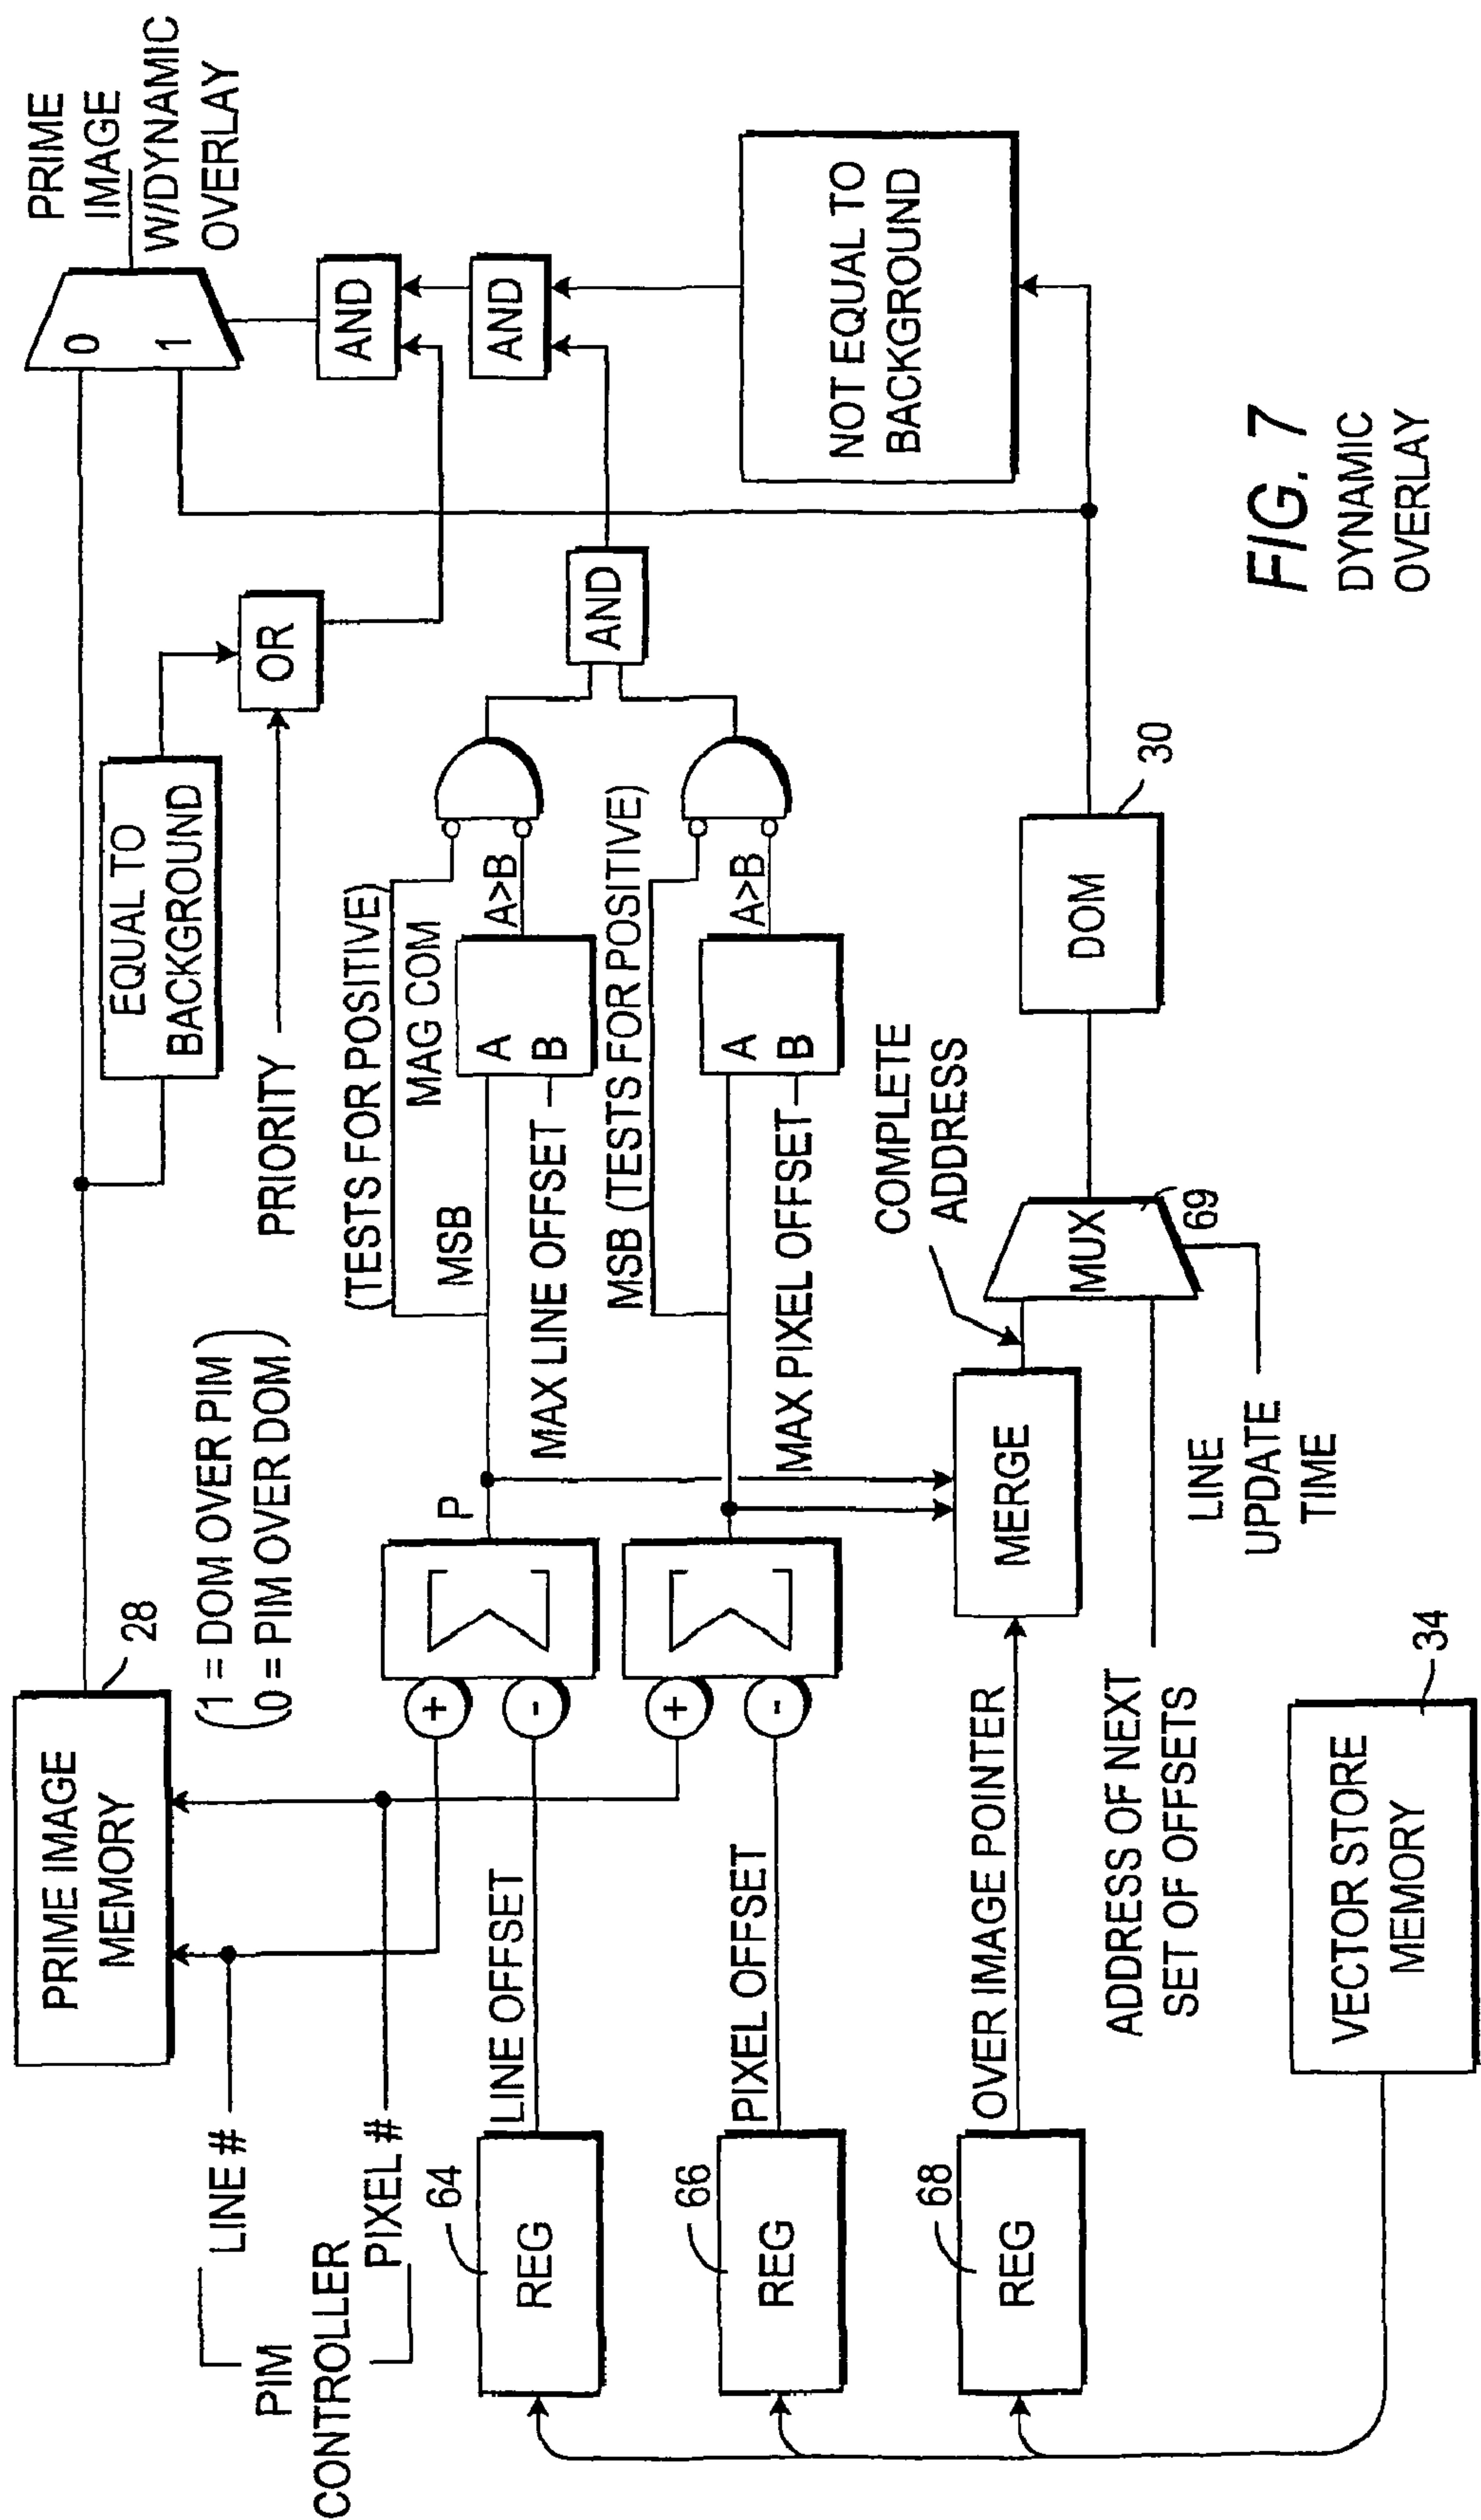 PRIME IMAGE
MEMORY
28
PRIME
IMAGE
W/DYNAMIC
OVERLAY
0
1
EQUAL TO
BACKGROUND
PIM
CONTROLLER
LINE #
PIXEL #
(1 = DOM OVER PIM)
(0 = PIM OVER DOM)
PRIORITY
OR
AND
AND
64
REG
LINE OFFSET
+
-
Σ
P
(TESTS FOR POSITIVE)
MSB
MAG COM
A
B
A>B
MAX LINE OFFSET
AND
66
REG
PIXEL OFFSET
+
-
Σ
MSB (TESTS FOR POSITIVE)
A
B
A>B
MAX PIXEL OFFSET
NOT EQUAL TO
BACKGROUND
68
REG
OVER IMAGE POINTER
MERGE
COMPLETE
ADDRESS
MUX
69
DOM
30
ADDRESS OF NEXT
SET OF OFFSETS
LINE
UPDATE
TIME
VECTOR STORE
MEMORY
34
FIG. 7
DYNAMIC
OVERLAY